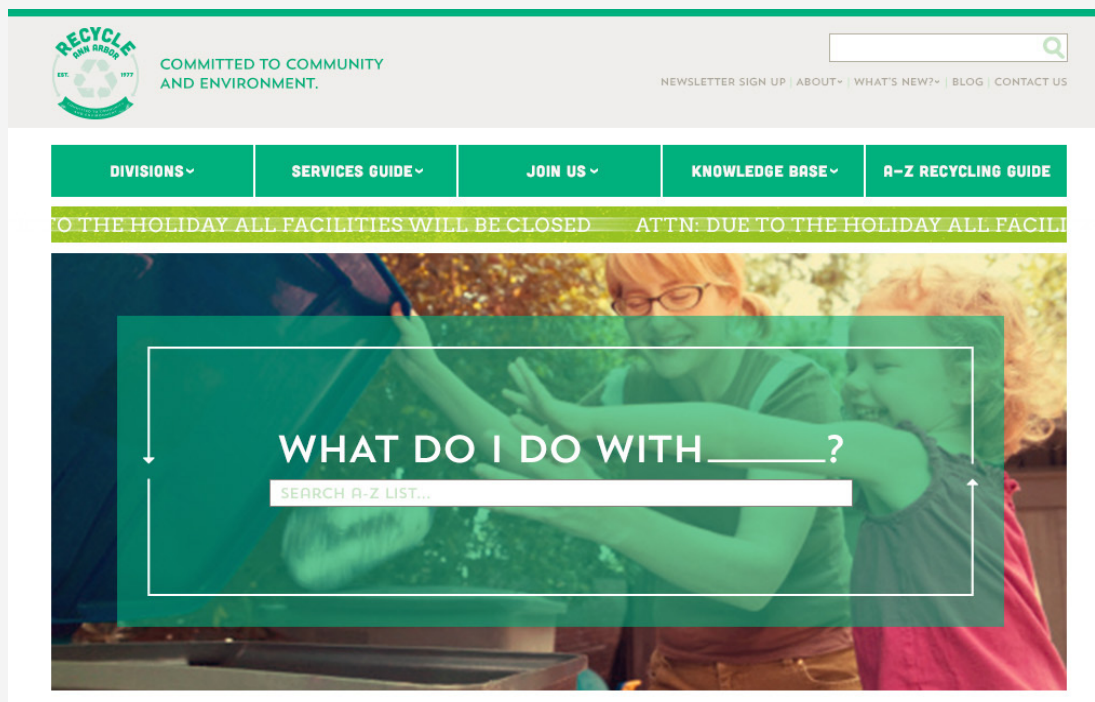 RECYCLE
ANN ARBOR
EST. 1977
COMMITTED TO COMMUNITY
AND ENVIRONMENT.
NEWSLETTER SIGN UP | ABOUT | WHAT'S NEW? | BLOG | CONTACT US
DIVISIONS SERVICES GUIDE JOIN US KNOWLEDGE BASE A-Z RECYCLING GUIDE
O THE HOLIDAY ALL FACILITIES WILL BE CLOSED ATTN: DUE TO THE HOLIDAY ALL FACILI
WHAT DO I DO WITH______?
SEARCH A-Z LIST...